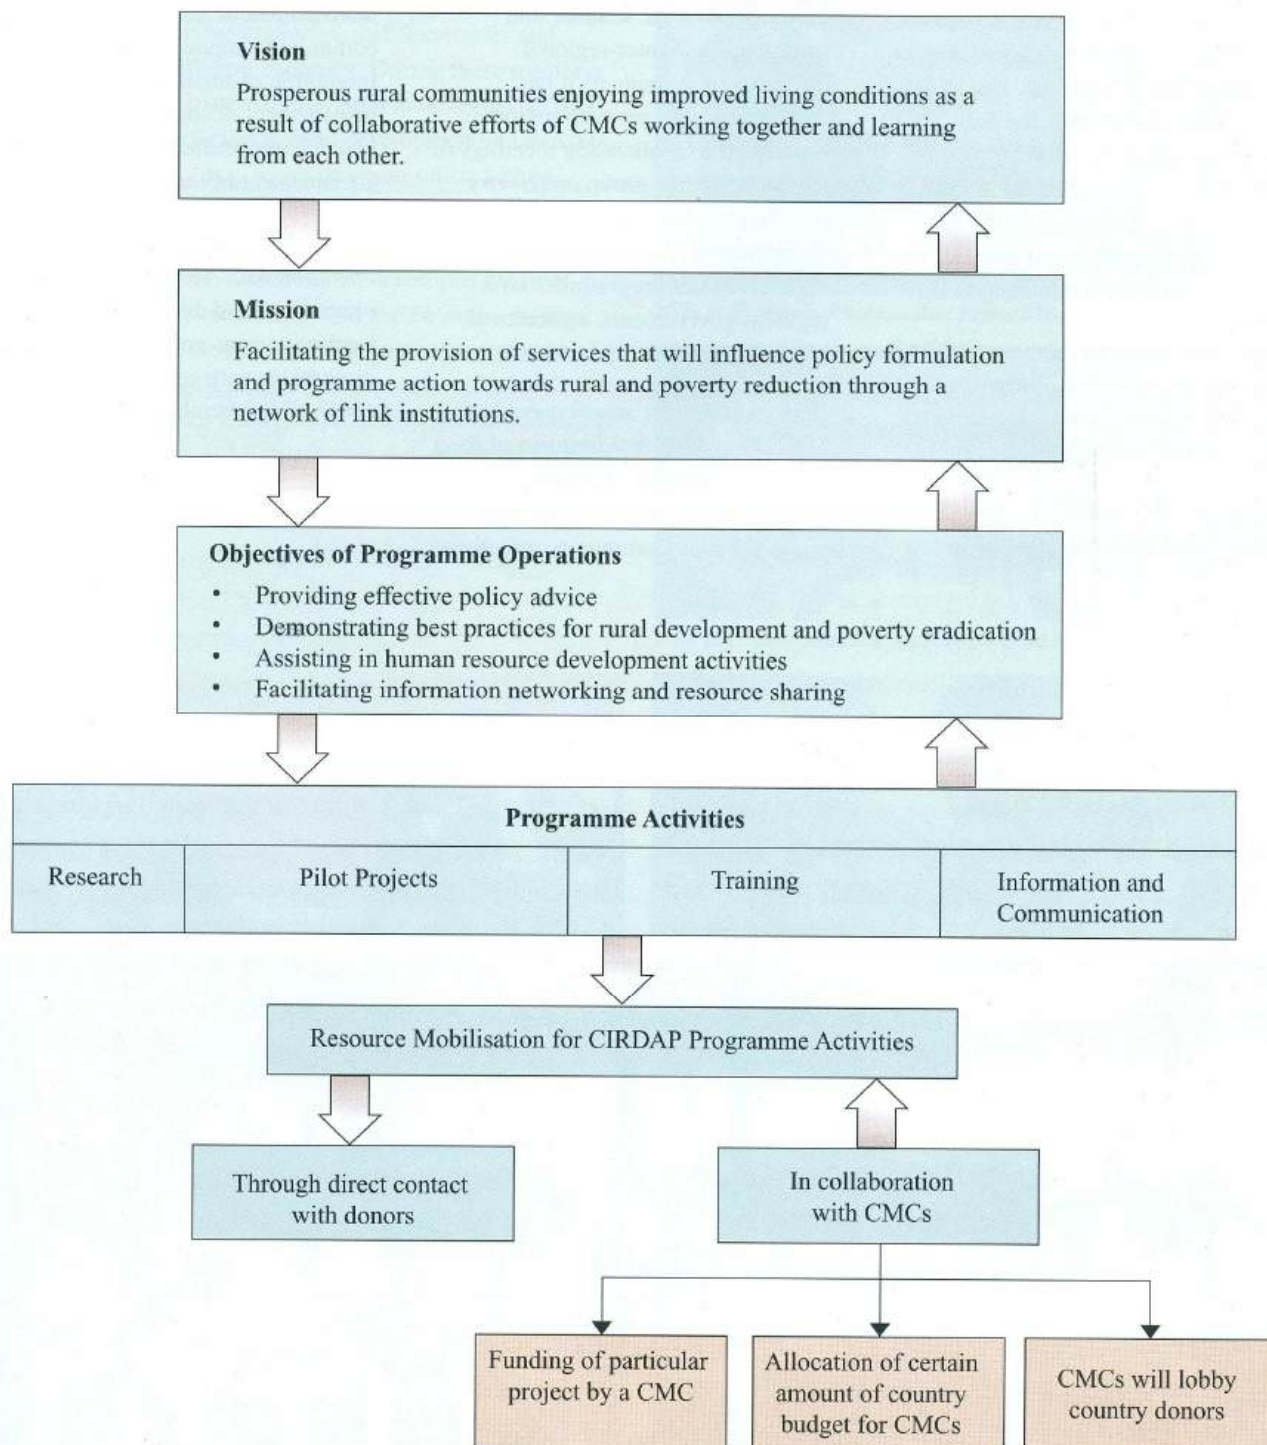 Vision
Prosperous rural communities enjoying improved living conditions as a
result of collaborative efforts of CMCs working together and learning
from each other.
Mission
Facilitating the provision of services that will influence policy formulation
and programme action towards rural and poverty reduction through a
network of link institutions.
Objectives of Programme Operations
• Providing effective policy advice
• Demonstrating best practices for rural development and poverty eradication
• Assisting in human resource development activities
• Facilitating information networking and resource sharing
Programme Activities
Research
Pilot Projects
Training
Information and
Communication
Resource Mobilisation for CIRDAP Programme Activities
Through direct contact
with donors
In collaboration
with CMCs
Funding of particular
project by a CMC
Allocation of certain
amount of country
budget for CMCs
CMCs will lobby
country donors